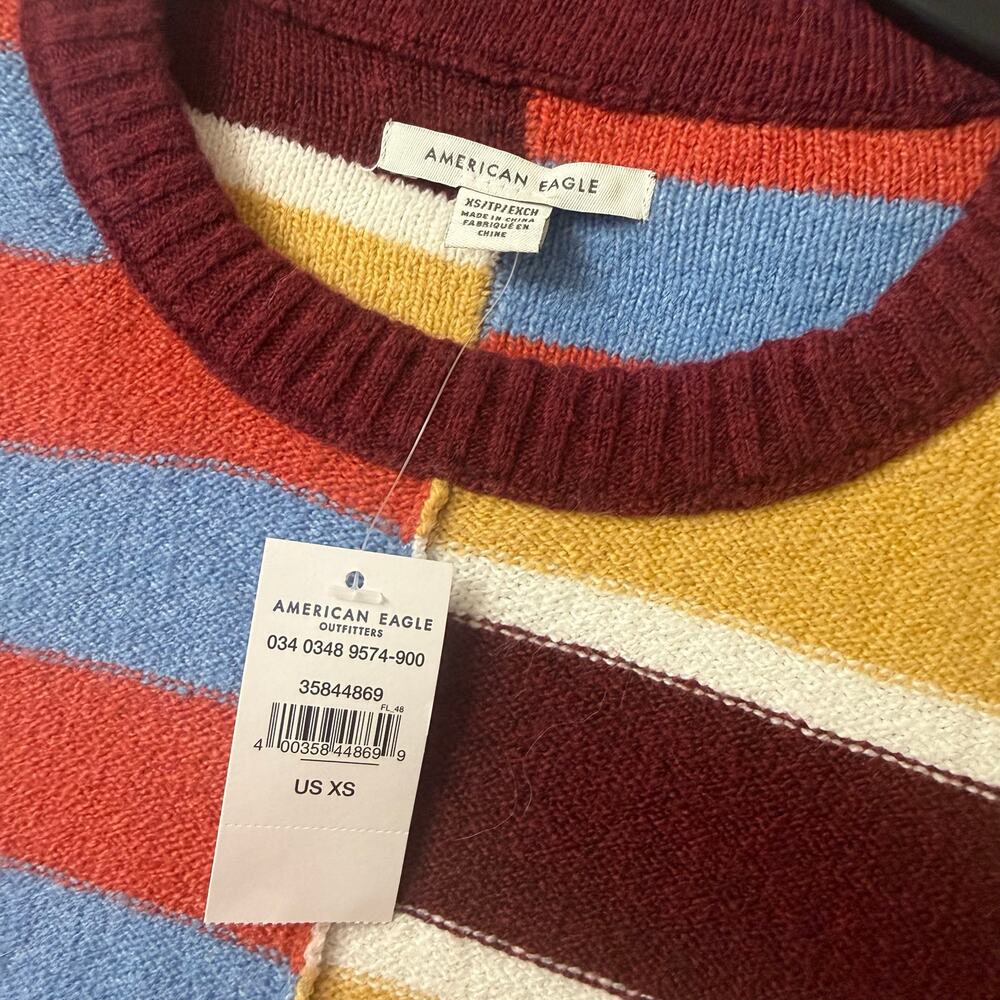 AMERICAN EAGLE
XS/TP/EXCH
MADE IN CHINA
FABRIQUÉ EN
CHINE
AMERICAN EAGLE
OUTFITTERS
034 0348 9574-900
35844869
FL_48
4 00358 44869 9
US XS